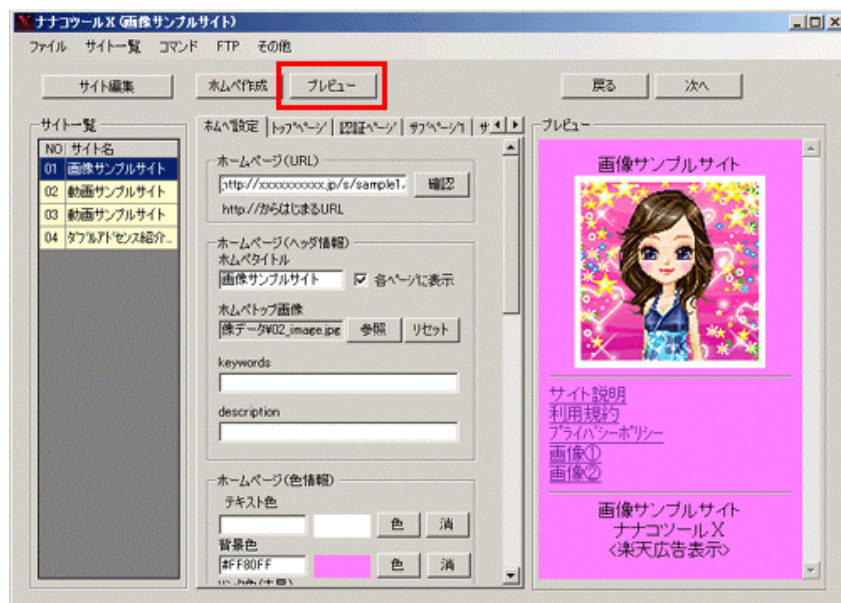 ナナコツールX (画像サンプルサイト)
ファイル サイト一覧 コマンド FTP その他
サイト編集 ホムペ作成 プレビュー 戻る 次へ
サイト一覧
NO サイト名
01 画像サンプルサイト
02 動画サンプルサイト
03 動画サンプルサイト
04 ダブルアドセンス紹介...
ホムペ設定 トップページ 認証ページ サブページ1 サ
ホームページ(URL)
http://xxxxxxxxxx.jp/s/sample1/ 確認
http://からはじまるURL
ホームページ(ヘッダ情報)
ホムペタイトル
画像サンプルサイト 各ページに表示
ホムペトップ画像
像データ¥02_image.jpg 参照 リセット
keywords
description
ホームページ(色情報)
テキスト色
色 消
背景色
#FF80FF 色 消
プレビュー
画像サンプルサイト
サイト説明
利用規約
プライバシーポリシー
画像①
画像②
画像サンプルサイト
ナナコツールX
<楽天広告表示>